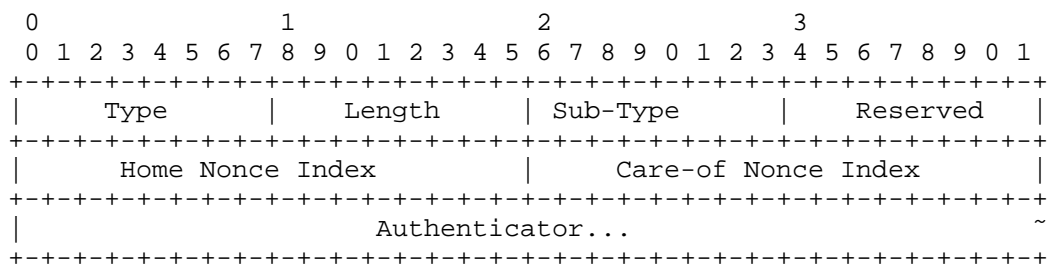 0                   1                   2                   3
 0 1 2 3 4 5 6 7 8 9 0 1 2 3 4 5 6 7 8 9 0 1 2 3 4 5 6 7 8 9 0 1
+-+-+-+-+-+-+-+-+-+-+-+-+-+-+-+-+-+-+-+-+-+-+-+-+-+-+-+-+-+-+-+-+
|      Type     |     Length    | Sub-Type      |    Reserved   |
+-+-+-+-+-+-+-+-+-+-+-+-+-+-+-+-+-+-+-+-+-+-+-+-+-+-+-+-+-+-+-+-+
|       Home Nonce Index        |      Care-of Nonce Index      |
+-+-+-+-+-+-+-+-+-+-+-+-+-+-+-+-+-+-+-+-+-+-+-+-+-+-+-+-+-+-+-+-+
|                      Authenticator...                         ~
+-+-+-+-+-+-+-+-+-+-+-+-+-+-+-+-+-+-+-+-+-+-+-+-+-+-+-+-+-+-+-+-+